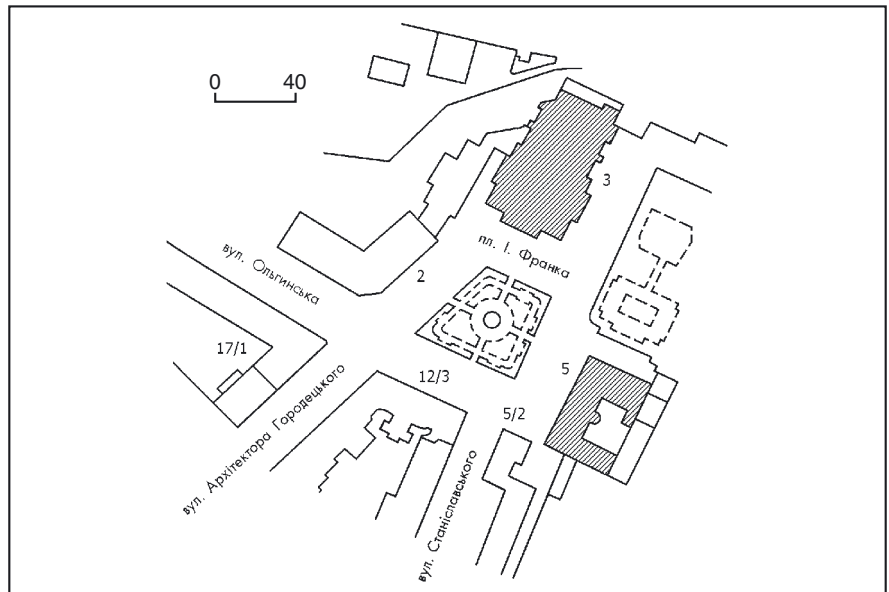 0 40
3
пл. І. Франка
вул. Ольгинська
2
17/1
12/3
5
5/2
вул. Архітектора Городецького
вул. Станіславського